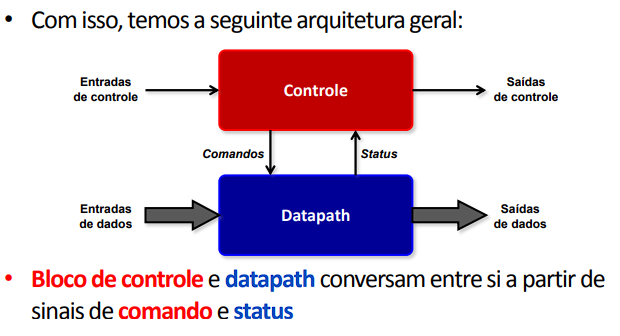 • Com isso, temos a seguinte arquitetura geral:
Entradas
de controle
Controle
Saídas
de controle
Comandos
Status
Entradas
de dados
Datapath
Saídas
de dados
• Bloco de controle e datapath conversam entre si a partir de
sinais de comando e status